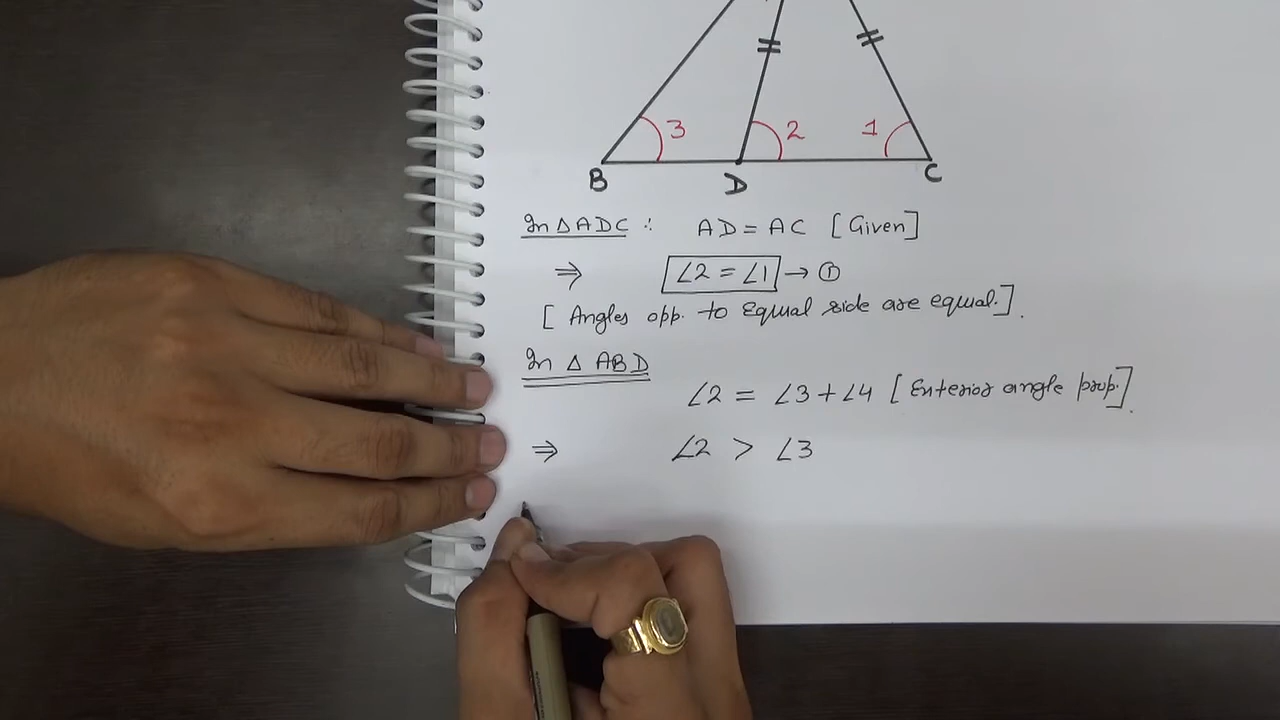 3 2 1
B D C
In Δ ADC : AD = AC [Given]
⇒ ∠2 = ∠1 → ①
[Angles opp. to Equal side are equal.].
In Δ ABD
∠2 = ∠3 + ∠4 [Exterior angle prop.].
⇒ ∠2 > ∠3